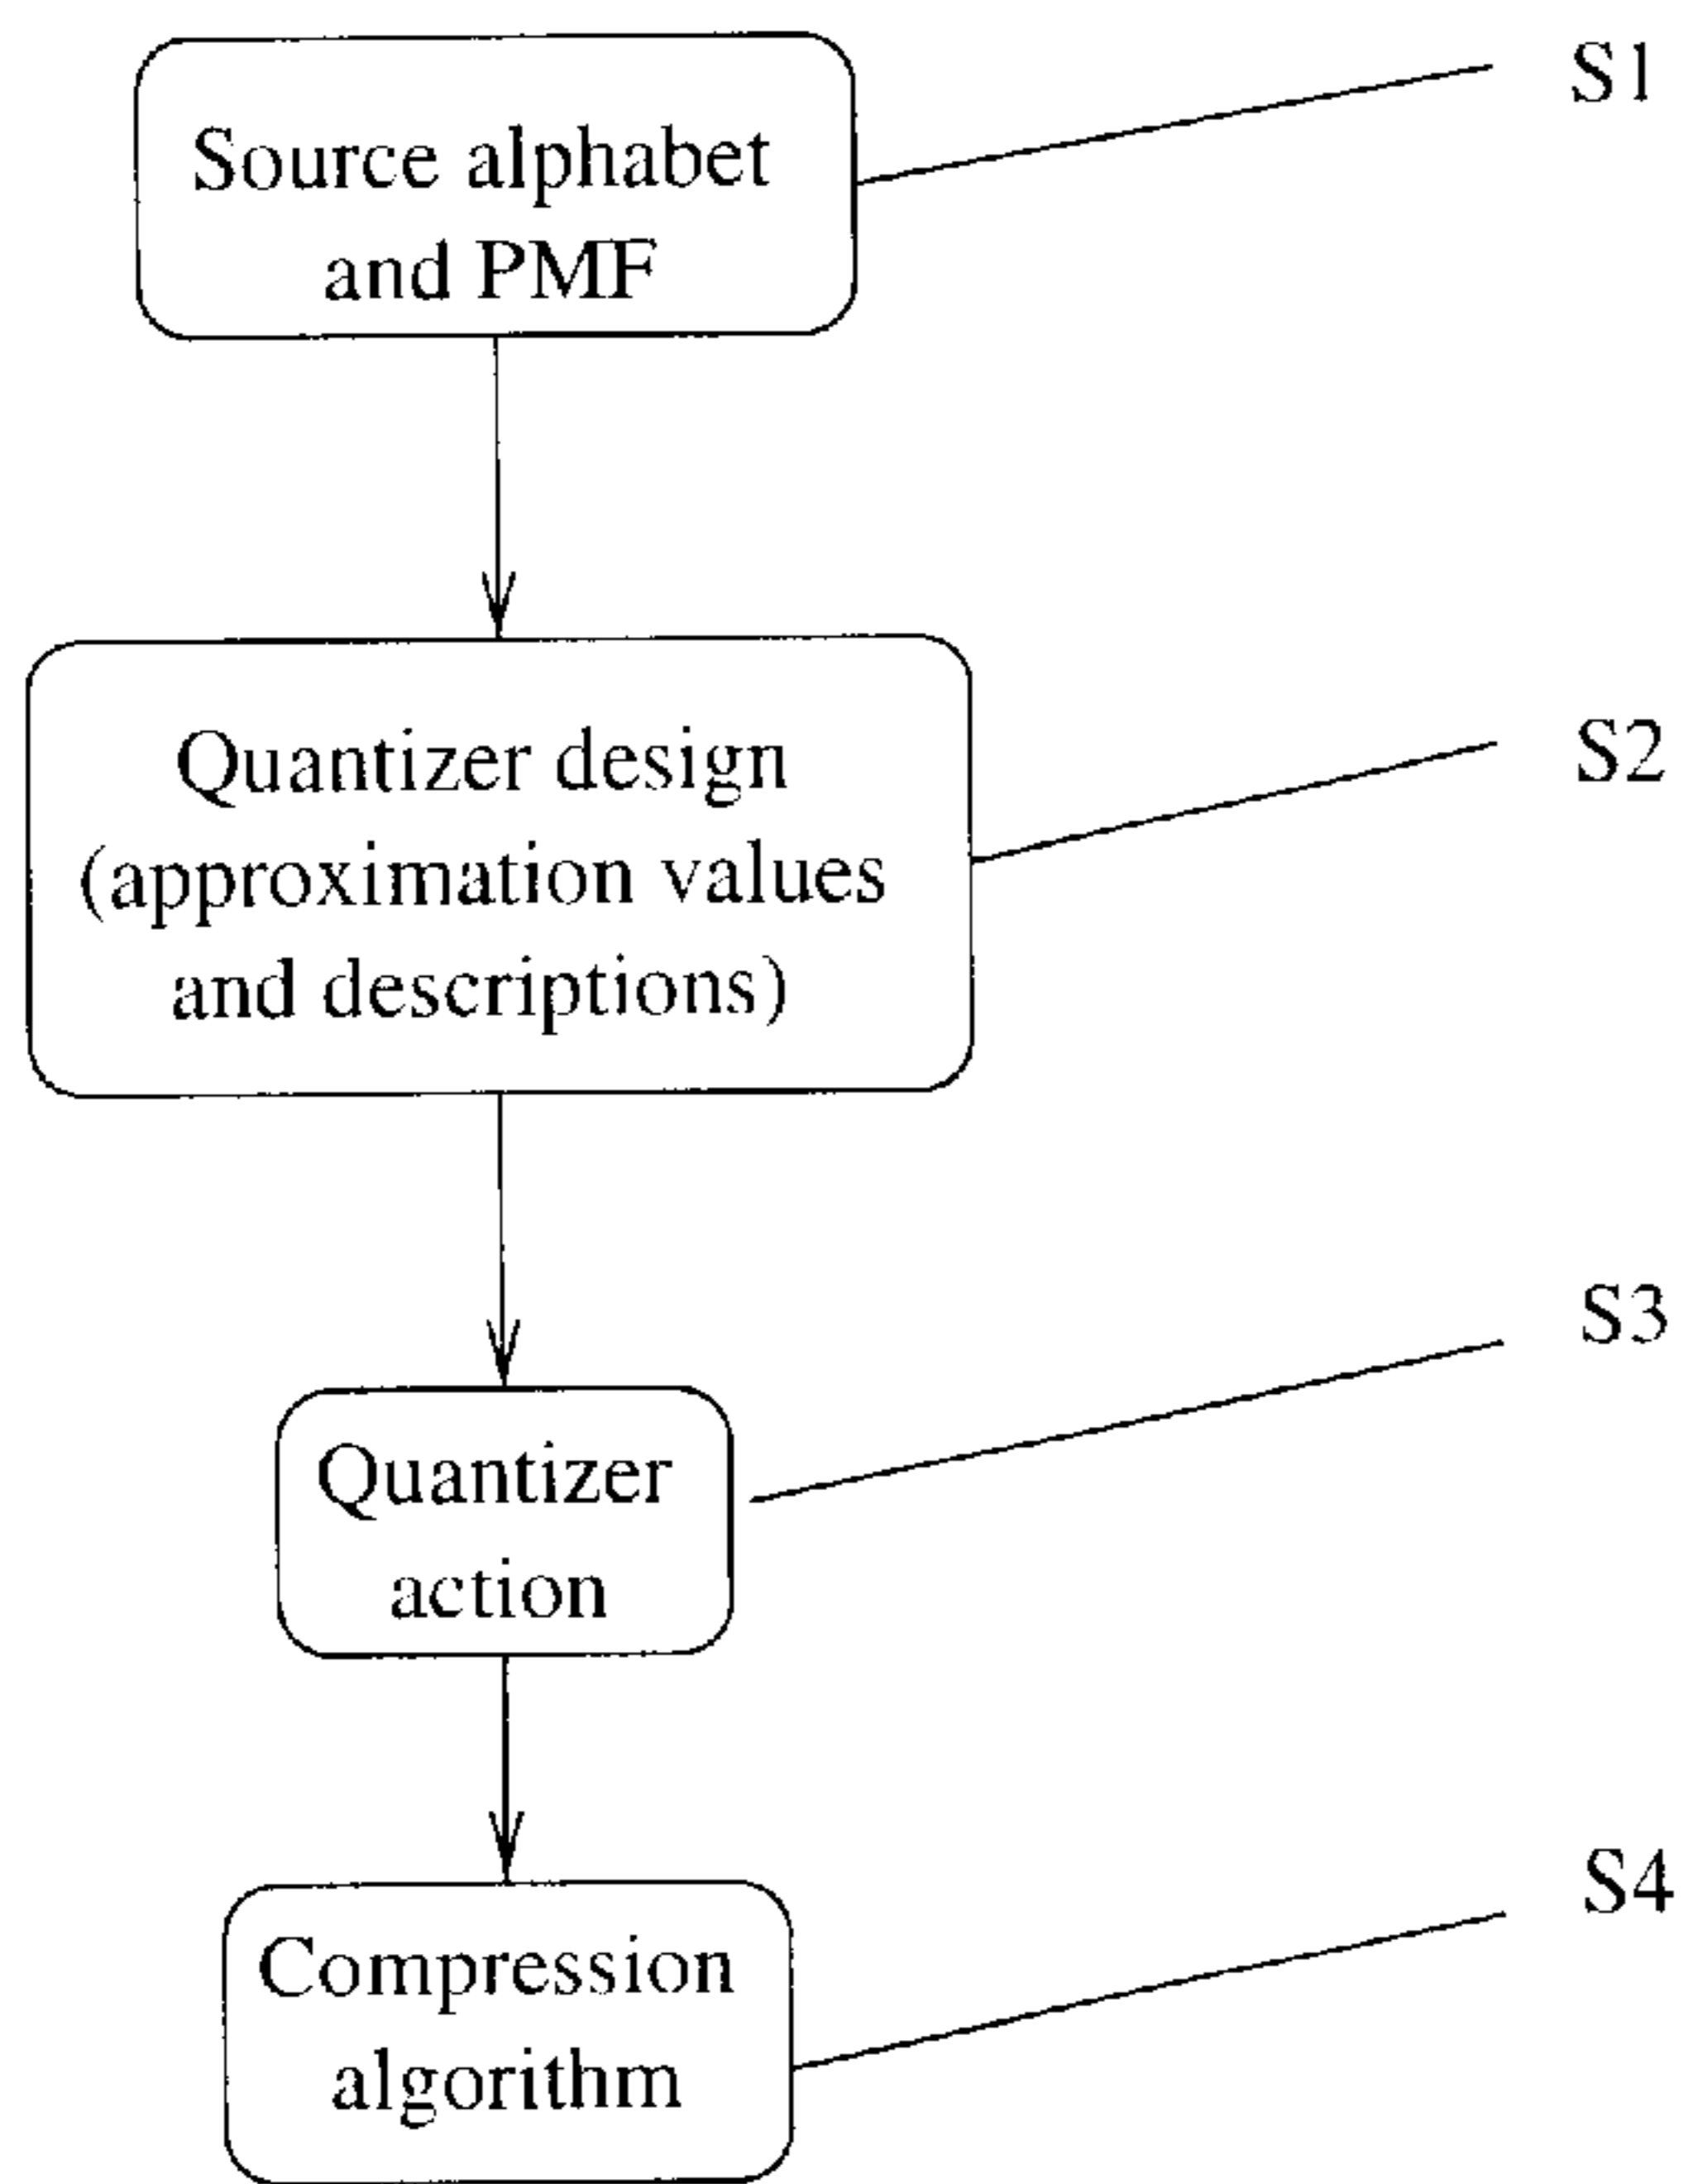 Source alphabet
and PMF
S1
Quantizer design
(approximation values
and descriptions)
S2
Quantizer
action
S3
Compression
algorithm
S4